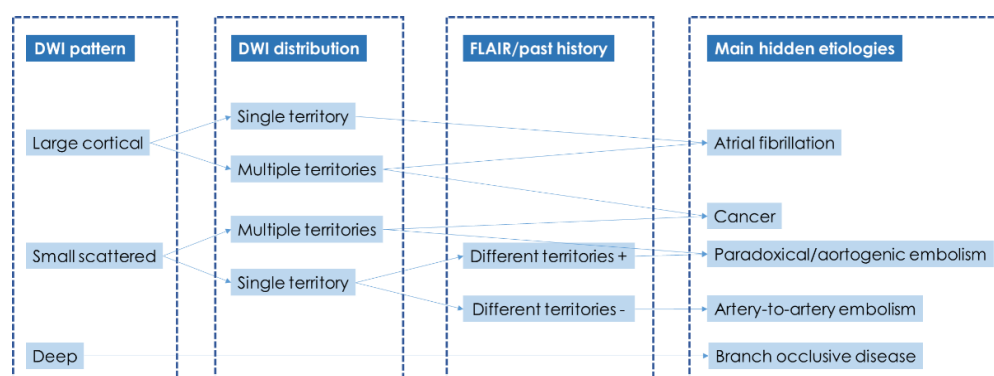 DWI pattern
DWI distribution
FLAIR/past history
Main hidden etiologies
Single territory
Large cortical
Atrial fibrillation
Multiple territories
Cancer
Multiple territories
Small scattered
Different territories +
Paradoxical/aortogenic embolism
Single territory
Different territories -
Artery-to-artery embolism
Deep
Branch occlusive disease